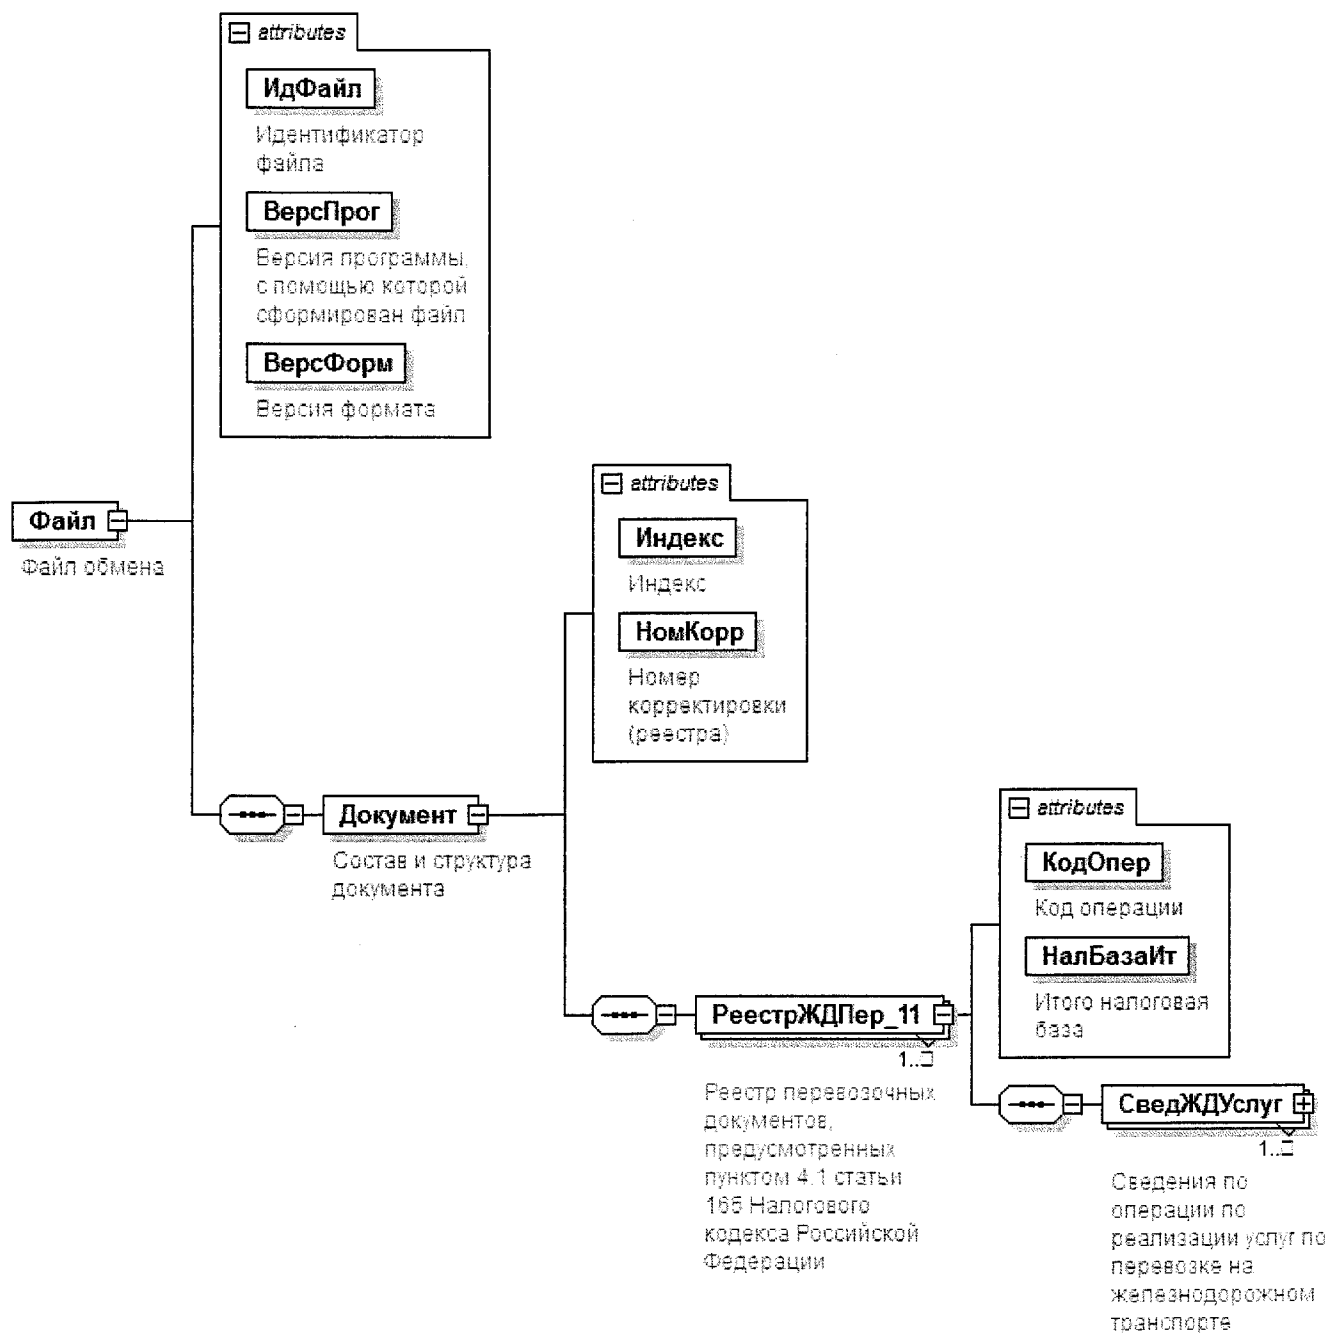 attributes
ИдФайл
Идентификатор
файла
ВерсПрог
Версия программы,
с помощью которой
сформирован файл
ВерсФорм
Версия формата
Файл
Файл обмена
attributes
Индекс
Индекс
НомКорр
Номер
корректировки
(реестра)
Документ
Состав и структура
документа
attributes
КодОпер
Код операции
НалБазаИт
Итого налоговая
база
РеестрЖДПер_11
1..
Реестр перевозочных
документов,
предусмотренных
пунктом 4.1 статьи
165 Налогового
кодекса Российской
Федерации
СведЖДУслуг
1..
Сведения по
операции по
реализации услуг по
перевозке на
железнодорожном
транспорте